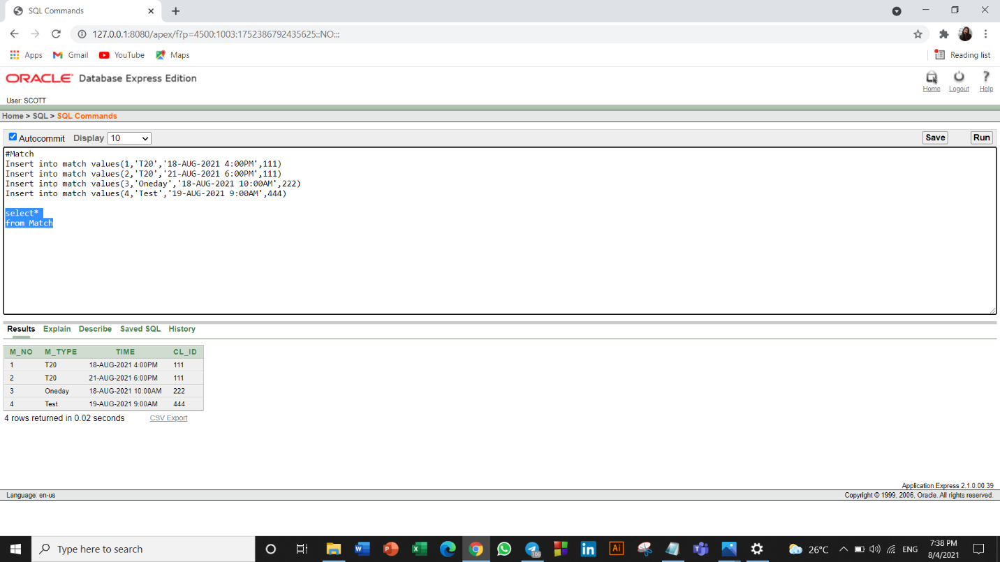 SQL Commands
127.0.0.1:8080/apex/f?p=4500:1003:1752386792435625::NO:::
Apps Gmail YouTube Maps Reading list
ORACLE Database Express Edition
Home Logout Help
User: SCOTT
Home > SQL > SQL Commands
Autocommit Display 10 Save Run
#Match
Insert into match values(1,'T20','18-AUG-2021 4:00PM',111)
Insert into match values(2,'T20','21-AUG-2021 6:00PM',111)
Insert into match values(3,'Oneday','18-AUG-2021 10:00AM',222)
Insert into match values(4,'Test','19-AUG-2021 9:00AM',444)
select*
from Match
Results Explain Describe Saved SQL History
M_NO M_TYPE TIME CL_ID
1 T20 18-AUG-2021 4:00PM 111
2 T20 21-AUG-2021 6:00PM 111
3 Oneday 18-AUG-2021 10:00AM 222
4 Test 19-AUG-2021 9:00AM 444
4 rows returned in 0.02 seconds CSV Export
Application Express 2.1.0.00.39
Language: en-us Copyright © 1999, 2006, Oracle. All rights reserved.
Type here to search 106 26°C ENG 7:38 PM
8/4/2021